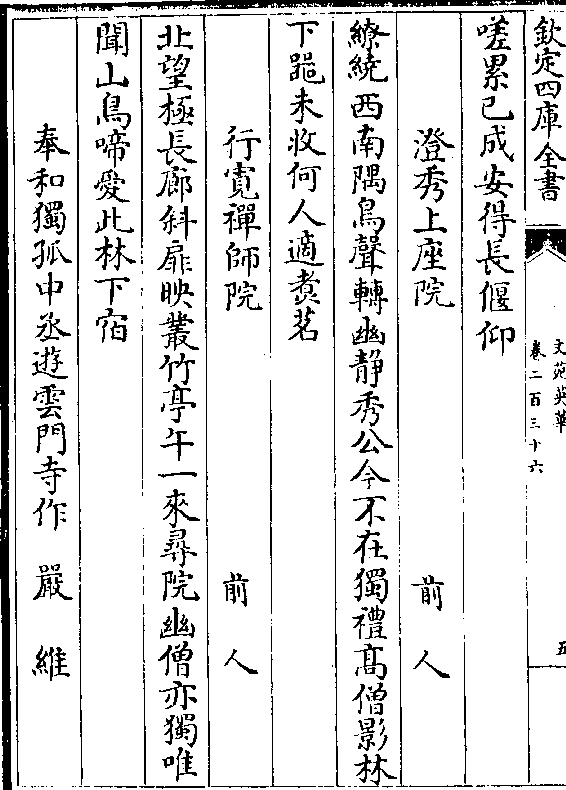 欽定四庫全書
文苑英華
卷二百三十六
五
嗟累已成安得長偃仰
澄秀上座院 前人
繚繞西南隅鳥聲轉幽静秀公今不在獨禮高僧影林
下噐未收何人適煑茗
行寛禪師院 前人
北望極長廊斜扉映叢竹亭午一來尋院幽僧亦獨唯
聞山鳥啼愛此林下宿
奉和獨孤中丞遊雲門寺作 嚴維